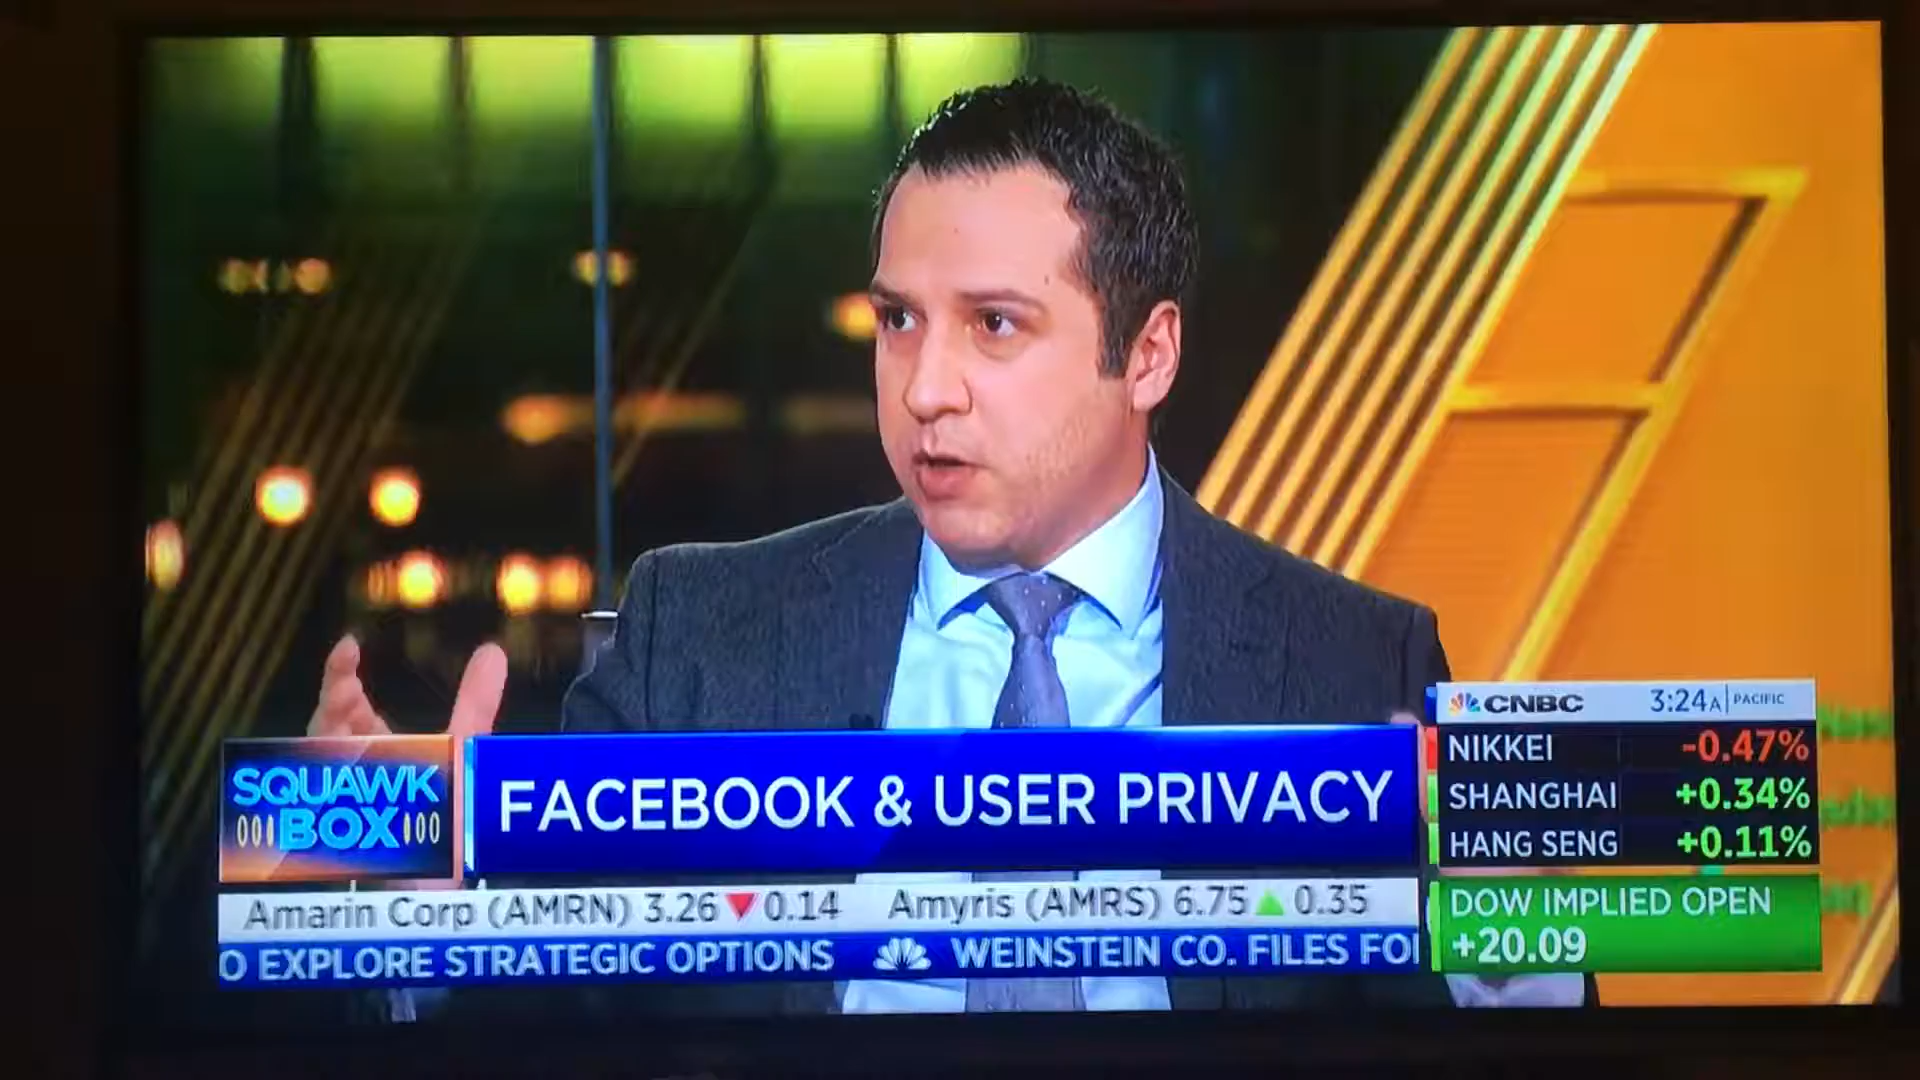 SQUAWK
BOX
FACEBOOK & USER PRIVACY
CNBC 3:24A PACIFIC
NIKKEI -0.47%
SHANGHAI +0.34%
HANG SENG +0.11%
DOW IMPLIED OPEN
+20.09
Amarin Corp (AMRN) 3.26 ▼ 0.14 Amyris (AMRS) 6.75 ▲ 0.35
O EXPLORE STRATEGIC OPTIONS WEINSTEIN CO. FILES FO